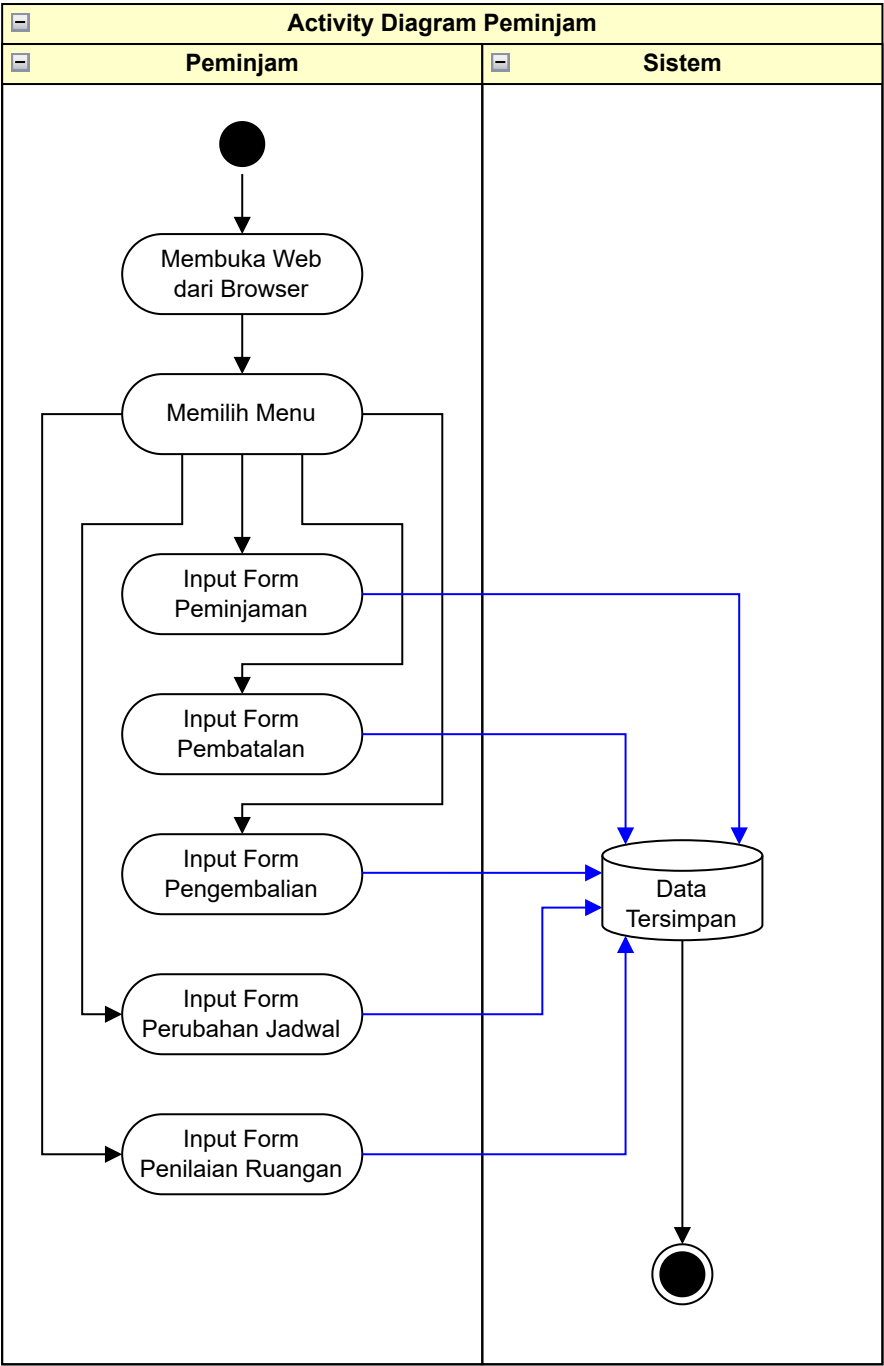 Activity Diagram Peminjam
Peminjam
Sistem
Membuka Web
dari Browser
Memilih Menu
Input Form
Peminjaman
Input Form
Pembatalan
Input Form
Pengembalian
Data
Tersimpan
Input Form
Perubahan Jadwal
Input Form
Penilaian Ruangan